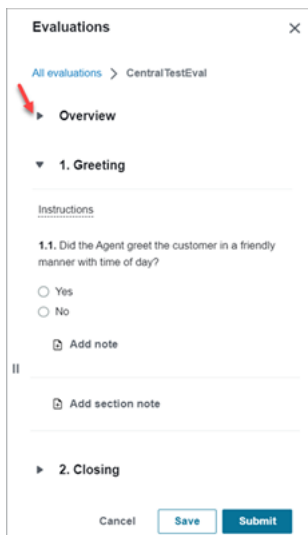 Evaluations
All evaluations > CentralTestEval
Overview
1. Greeting
Instructions
1.1. Did the Agent greet the customer in a friendly
manner with time of day?
Yes
No
Add note
Add section note
2. Closing
Cancel Save Submit